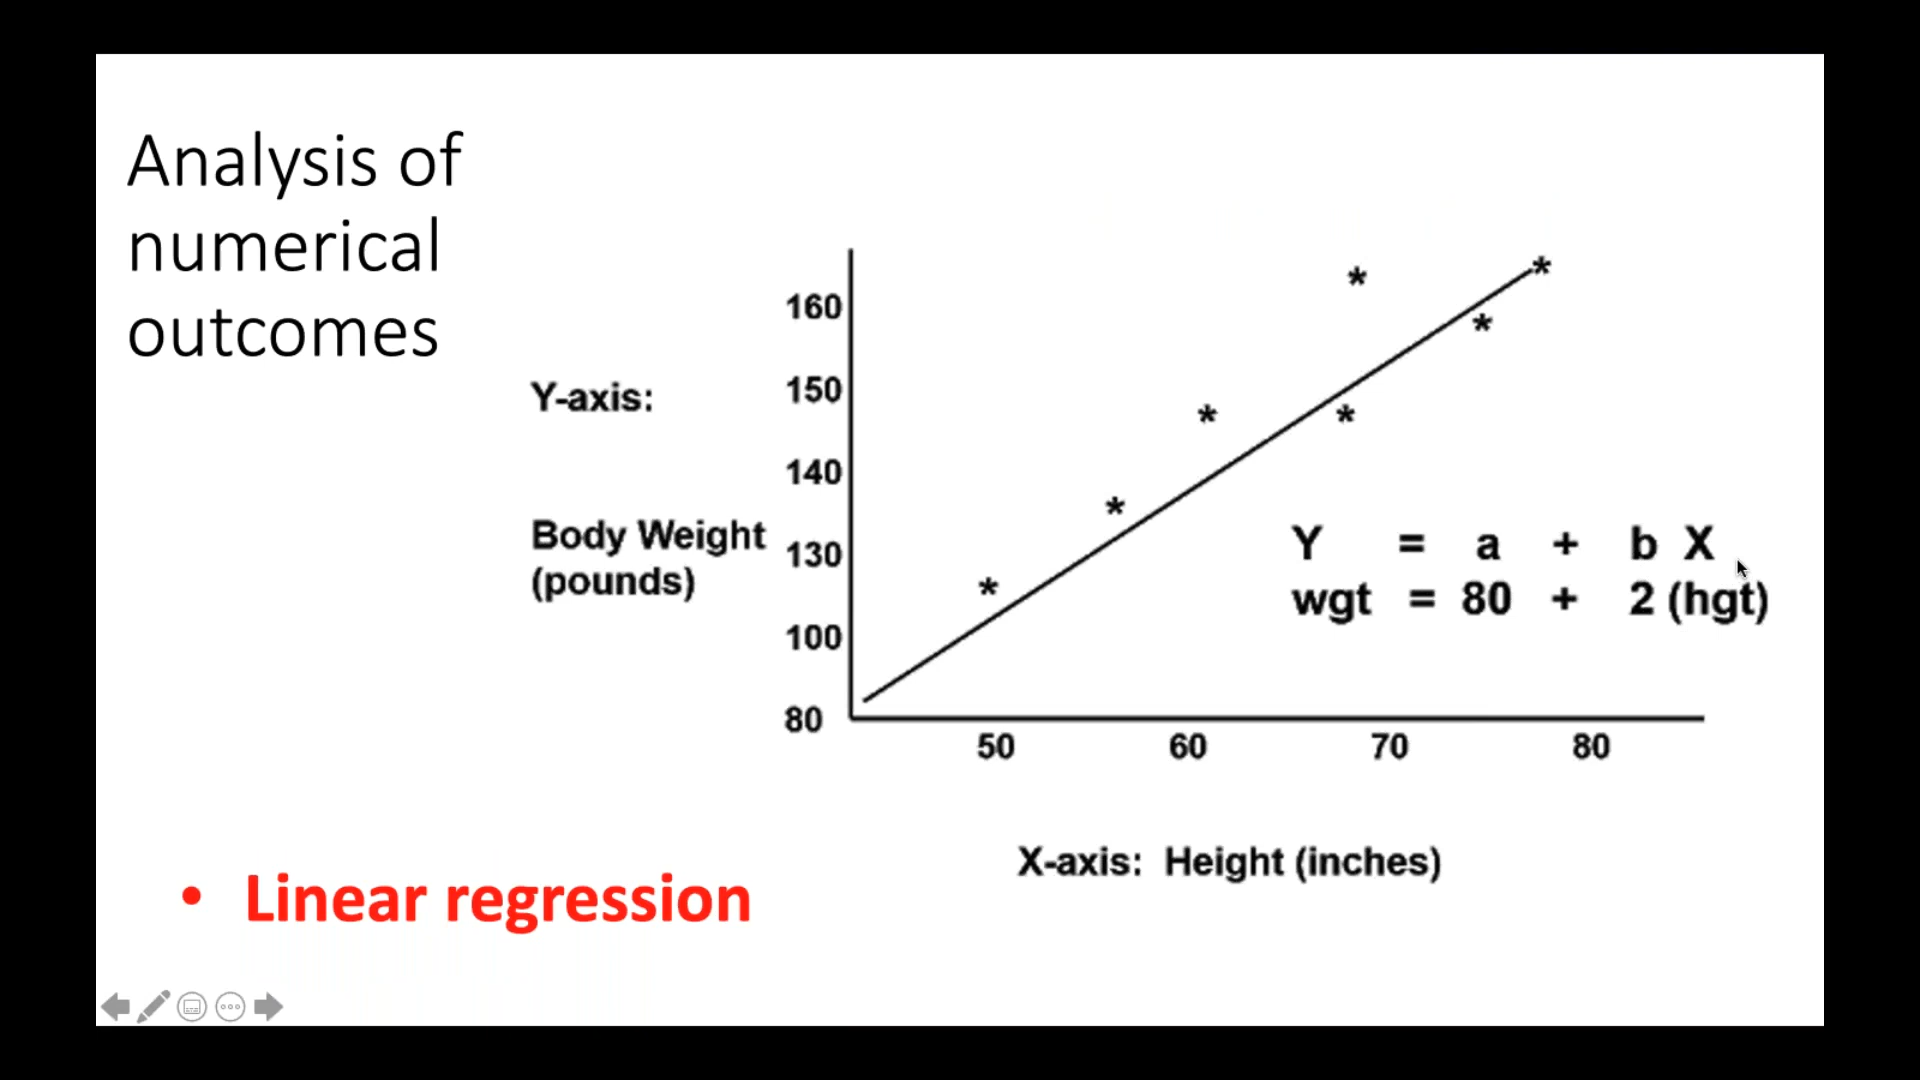 Analysis of
numerical
outcomes
Y-axis:
Body Weight
(pounds)
160
150
140
130
100
80
50 60 70 80
X-axis: Height (inches)
Y = a + b X
wgt = 80 + 2 (hgt)
• Linear regression